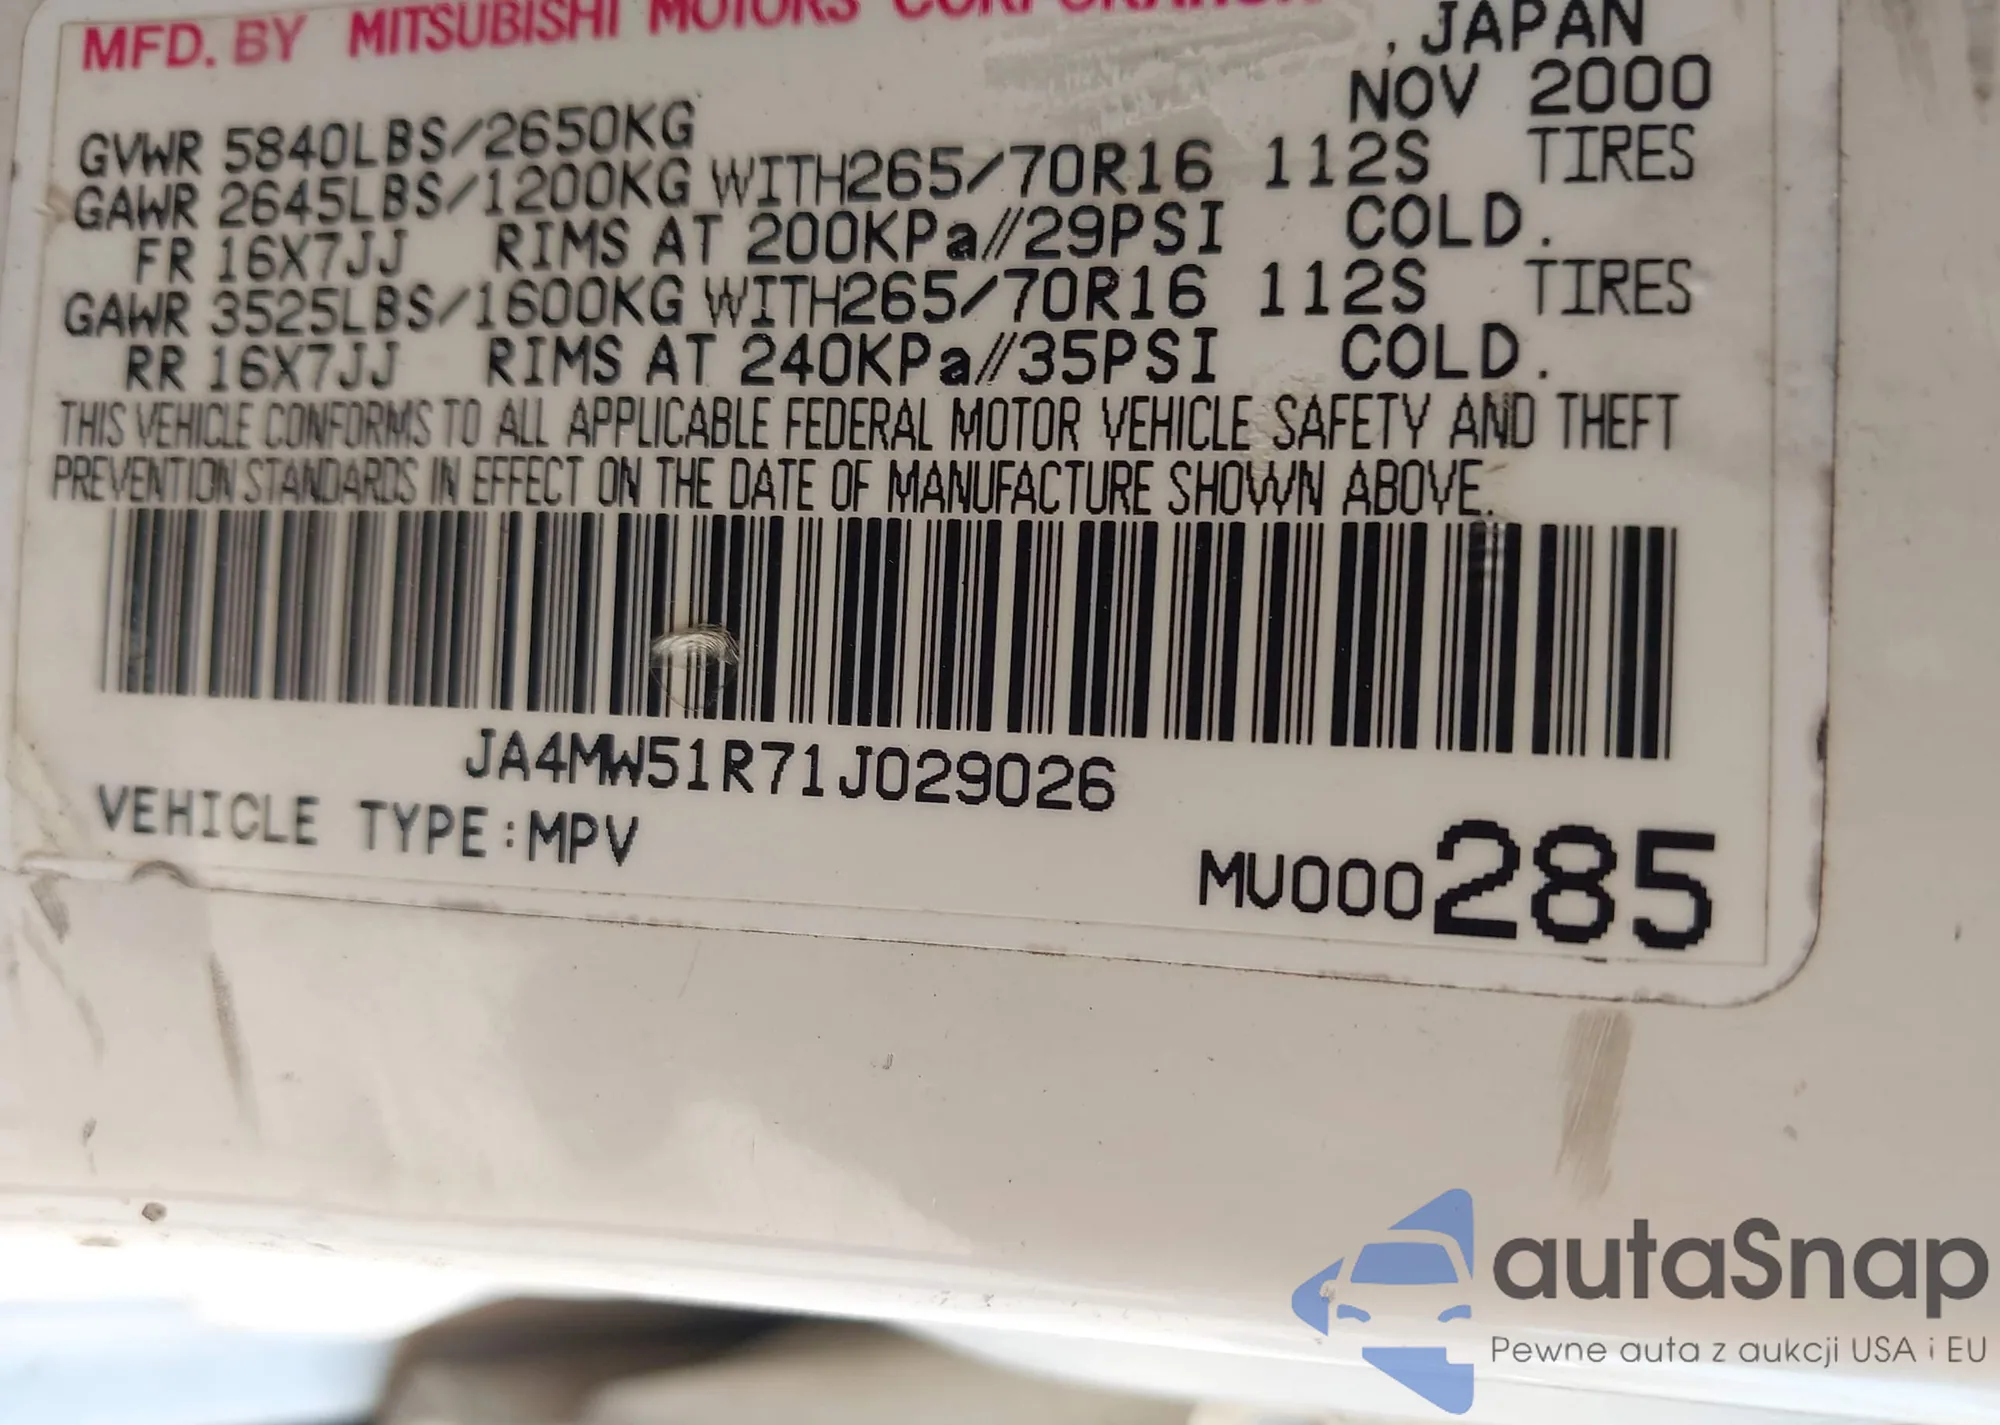 MFD. BY MITSUBISHI MOTORS CORPORATION
, JAPAN
NOV 2000
GVWR 5840LBS/2650KG
GAWR 2645LBS/1200KG WITH265/70R16 112S TIRES
FR 16X7JJ RIMS AT 200KPa//29PSI COLD.
GAWR 3525LBS/1600KG WITH265/70R16 112S TIRES
RR 16X7JJ RIMS AT 240KPa//35PSI COLD.
THIS VEHICLE CONFORMS TO ALL APPLICABLE FEDERAL MOTOR VEHICLE SAFETY AND THEFT
PREVENTION STANDARDS IN EFFECT ON THE DATE OF MANUFACTURE SHOWN ABOVE.
JA4MW51R71J029026
VEHICLE TYPE:MPV
MU000285
autaSnap
Pewne auta z aukcji USA i EU